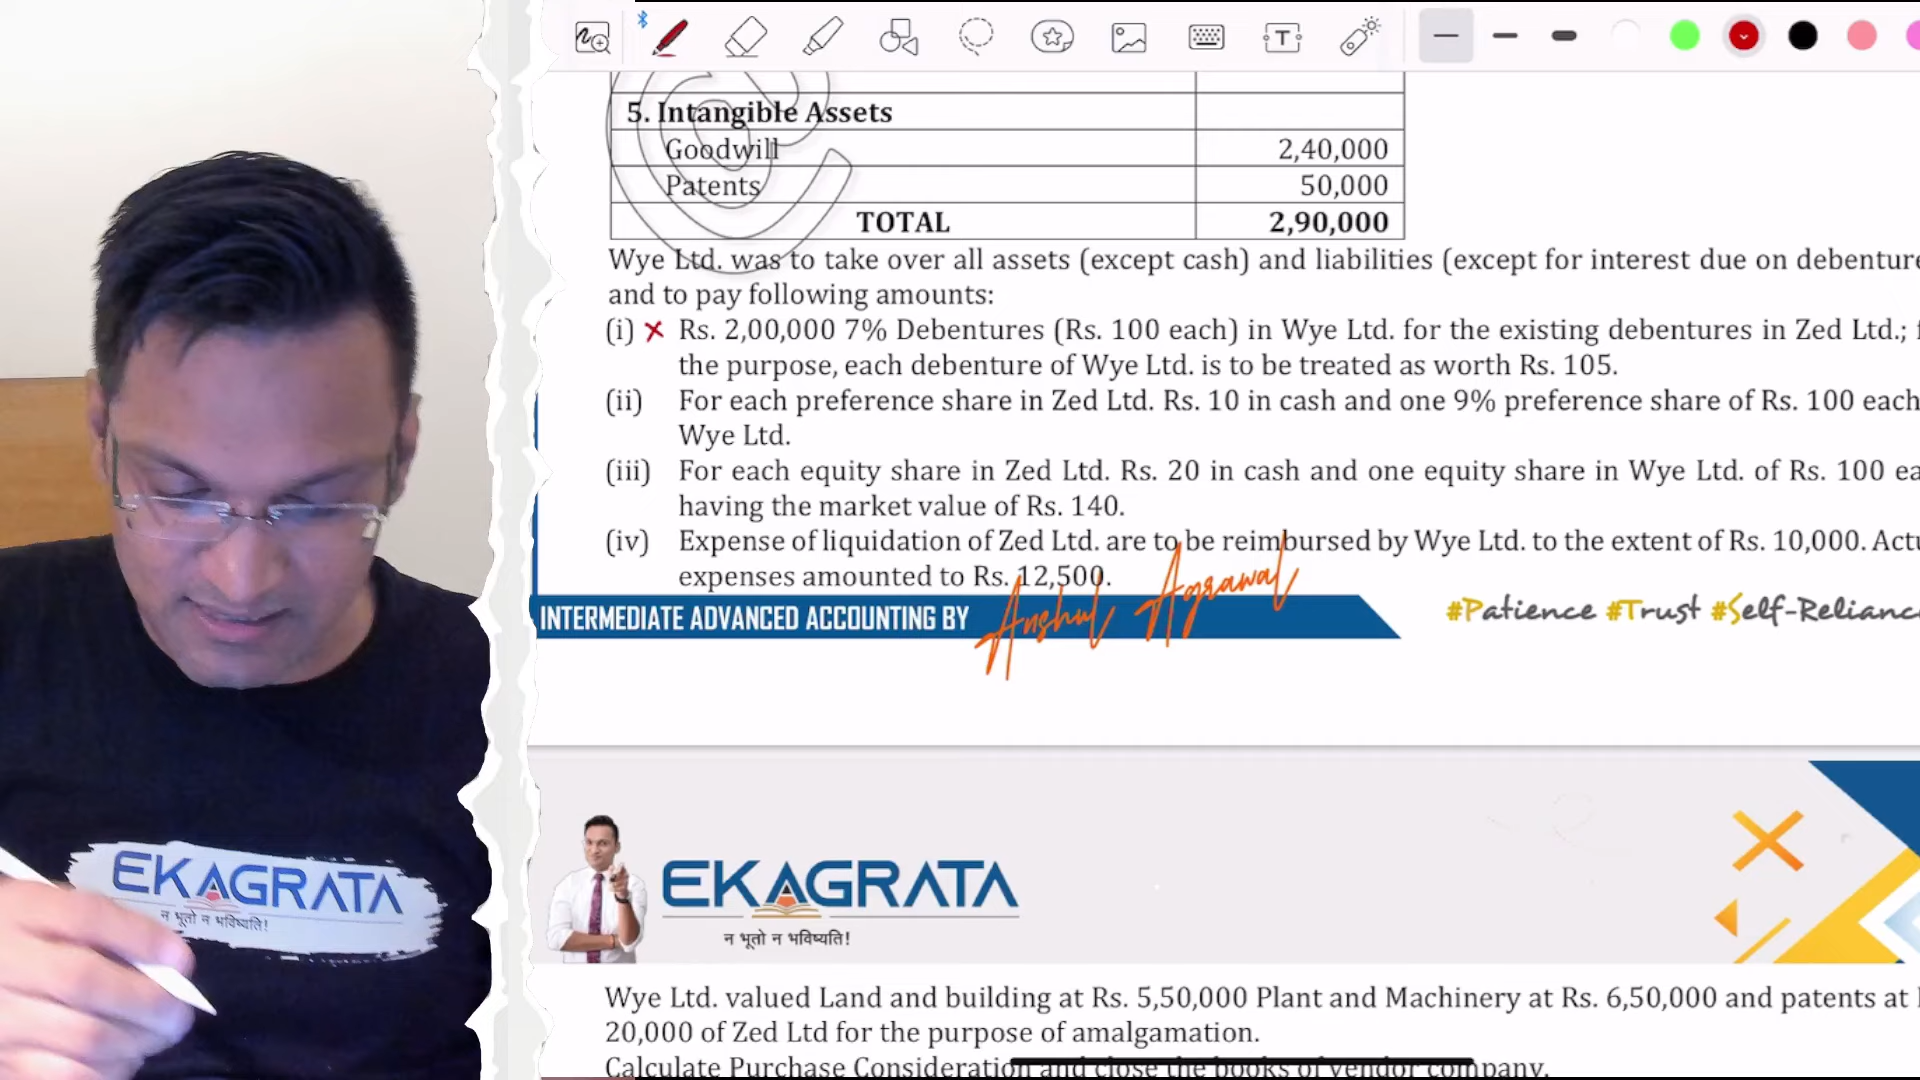 5. Intangible Assets
Goodwill 2,40,000
Patents 50,000
TOTAL 2,90,000
Wye Ltd. was to take over all assets (except cash) and liabilities (except for interest due on
and to pay following amounts:
(i) × Rs. 2,00,000 7% Debentures (Rs. 100 each) in Wye Ltd. for the existing debentures in Zed Ltd.;
the purpose, each debenture of Wye Ltd. is to be treated as worth Rs. 105.
(ii) For each preference share in Zed Ltd. Rs. 10 in cash and one 9% preference share of Rs. 100 each
Wye Ltd.
(iii) For each equity share in Zed Ltd. Rs. 20 in cash and one equity share in Wye Ltd. of Rs. 100
having the market value of Rs. 140.
(iv) Expense of liquidation of Zed Ltd. are to be reimbursed by Wye Ltd. to the extent of Rs. 10,000.
expenses amounted to Rs. 12,500.
INTERMEDIATE ADVANCED ACCOUNTING BY Anshul Agrawal
#Patience #Trust #Self-Reliance
EKAGRATA
न भूतो न भविष्यति!
EKAGRATA
न भूतो न भविष्यति!
Wye Ltd. valued Land and building at Rs. 5,50,000 Plant and Machinery at Rs. 6,50,000 and patents at
20,000 of Zed Ltd for the purpose of amalgamation.
Calculate Purchase Consideration and close the books of vendor company.